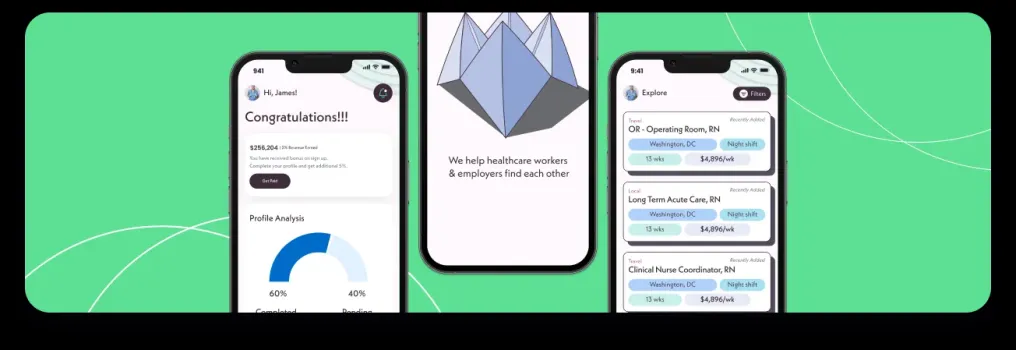 941
Hi, James!
Congratulations!!!
$256,204
You have received bonus on sign up.
Complete your profile and get additional 5%.
Get Paid
Profile Analysis
60%
40%
Completed
Pending
We help healthcare workers
& employers find each other
9:41
Explore
Filters
Travel
Recently Added
OR - Operating Room, RN
Washington, DC
Night shift
13 wks
$4,896/wk
Local
Recently Added
Long Term Acute Care, RN
Washington, DC
Night shift
13 wks
$4,896/wk
Travel
Recently Added
Clinical Nurse Coordinator, RN
Washington, DC
Night shift
13 wks
$4,896/wk